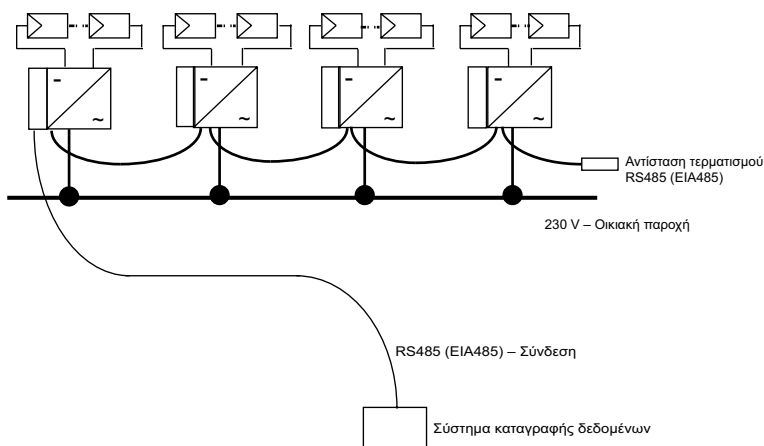 Αντίσταση τερματισμού
RS485 (EIA485)
230 V – Οικιακή παροχή
RS485 (EIA485) – Σύνδεση
Σύστημα καταγραφής δεδομένων